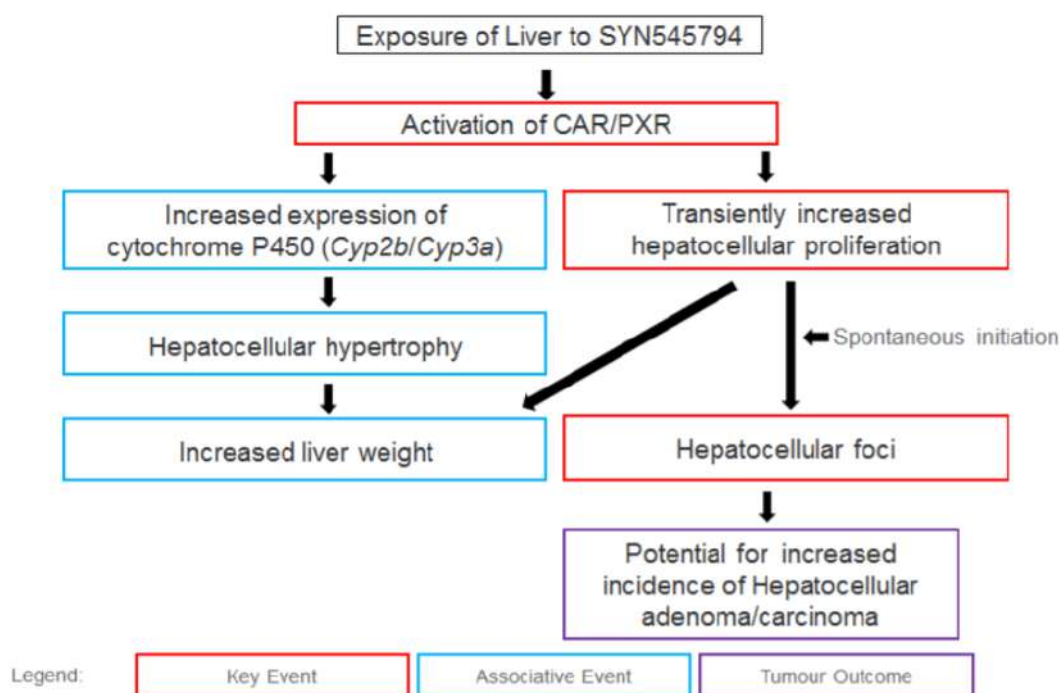 Exposure of Liver to SYN545794
Activation of CAR/PXR
Increased expression of
cytochrome P450 (Cyp2b/Cyp3a)
Transiently increased
hepatocellular proliferation
Hepatocellular hypertrophy
Spontaneous initiation
Increased liver weight
Hepatocellular foci
Potential for increased
incidence of Hepatocellular
adenoma/carcinoma
Legend:
Key Event
Associative Event
Tumour Outcome